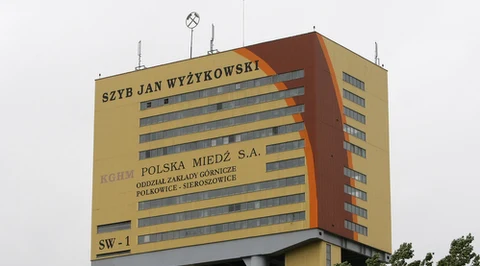 SZYB JAN WYŻYKOWSKI
KGHM POLSKA MIEDŹ S.A.
ODDZIAŁ ZAKŁADY GÓRNICZE
POLKOWICE - SIEROSZOWICE
SW-1